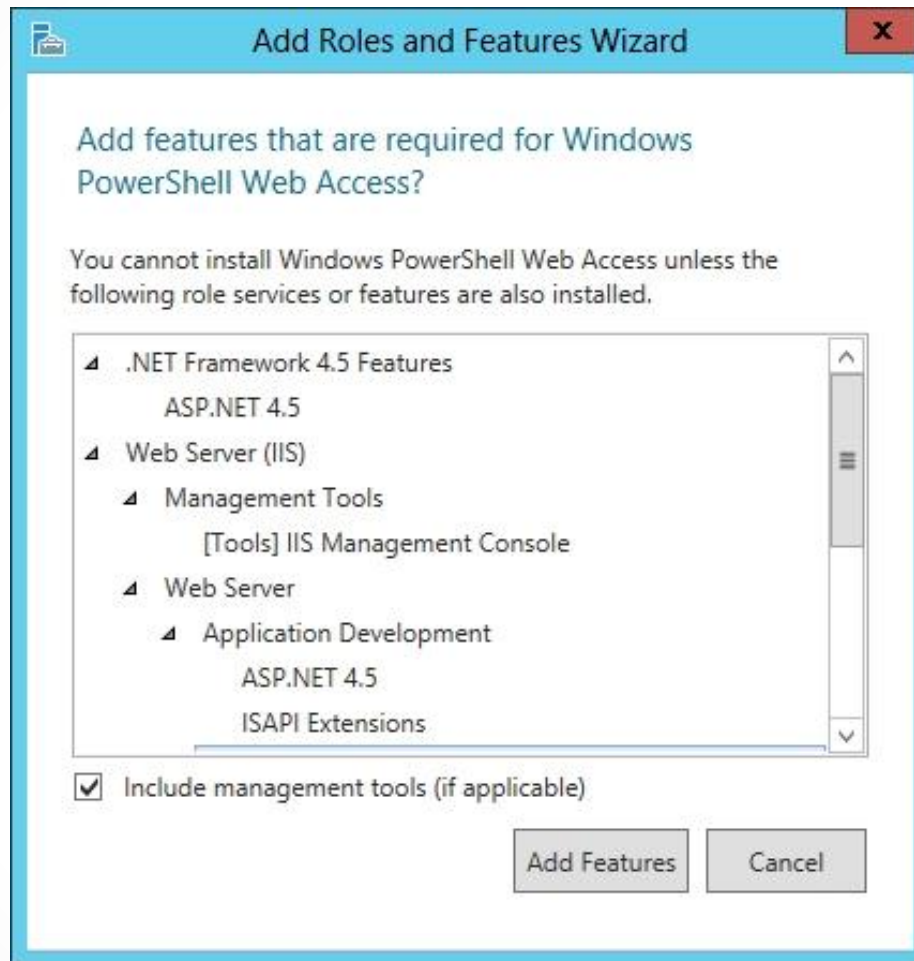 Add Roles and Features Wizard
x
Add features that are required for Windows
PowerShell Web Access?
You cannot install Windows PowerShell Web Access unless the
following role services or features are also installed.
.NET Framework 4.5 Features
ASP.NET 4.5
Web Server (IIS)
Management Tools
[Tools] IIS Management Console
Web Server
Application Development
ASP.NET 4.5
ISAPI Extensions
Include management tools (if applicable)
Add Features
Cancel